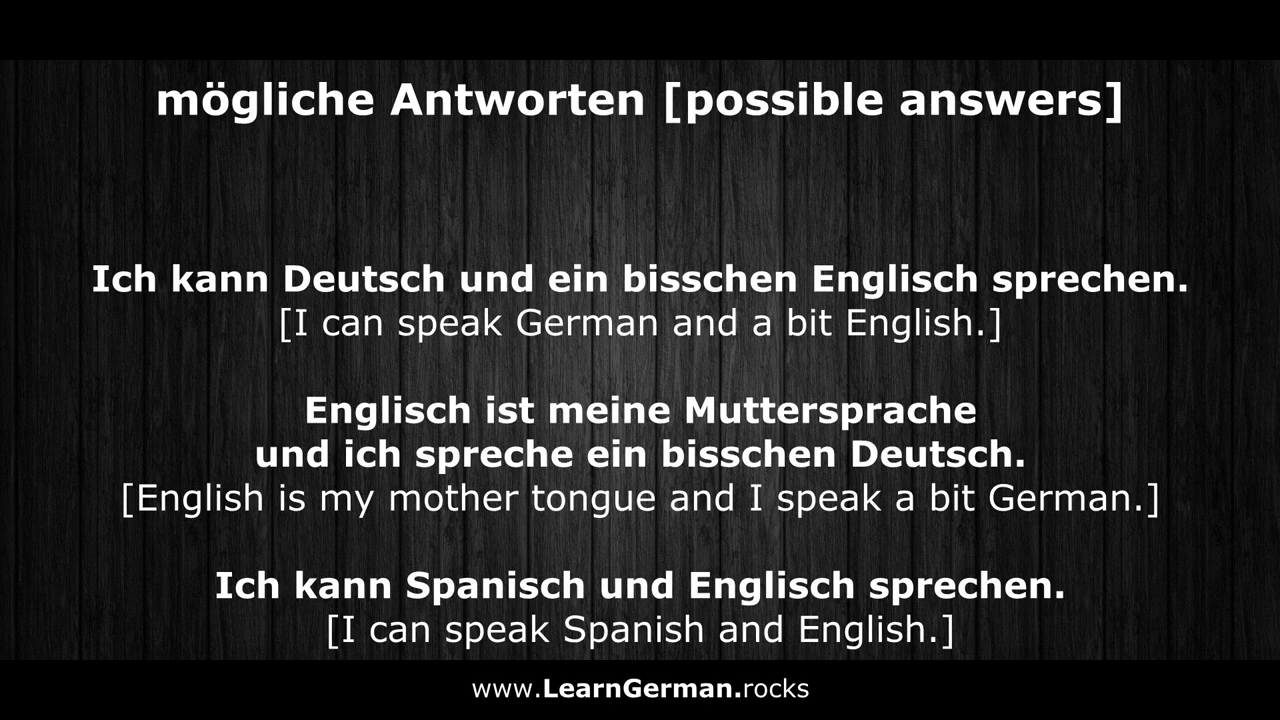 mögliche Antworten [possible answers]
Ich kann Deutsch und ein bisschen Englisch sprechen.
[I can speak German and a bit English.]
Englisch ist meine Muttersprache
und ich spreche ein bisschen Deutsch.
[English is my mother tongue and I speak a bit German.]
Ich kann Spanisch und Englisch sprechen.
[I can speak Spanish and English.]
www.LearnGerman.rocks